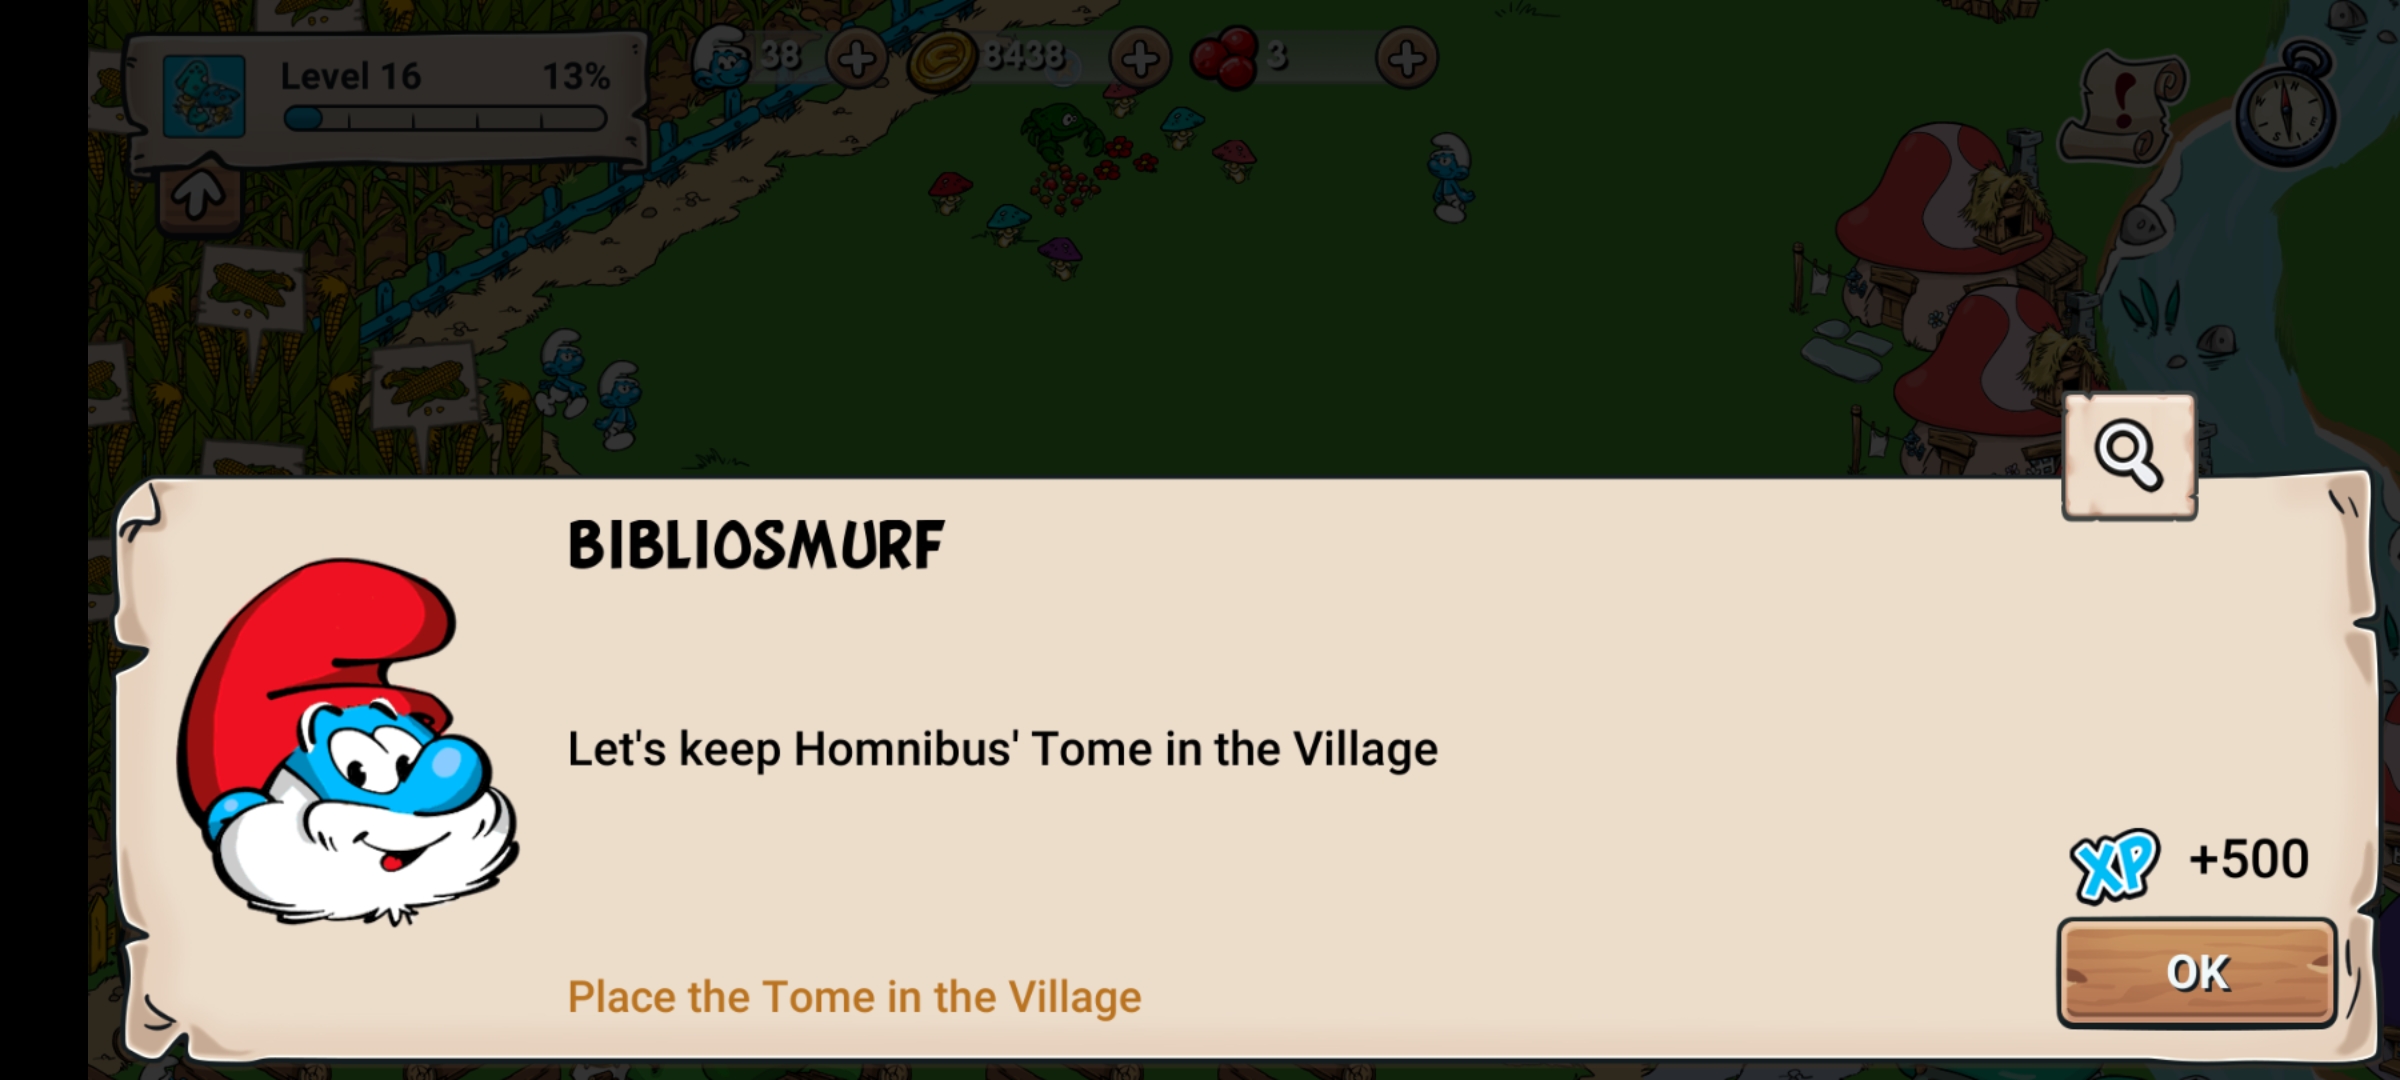 Level 16 13%
38
8438
3
BIBLIOSMURF
Let's keep Homnibus' Tome in the Village
XP +500
Place the Tome in the Village
OK